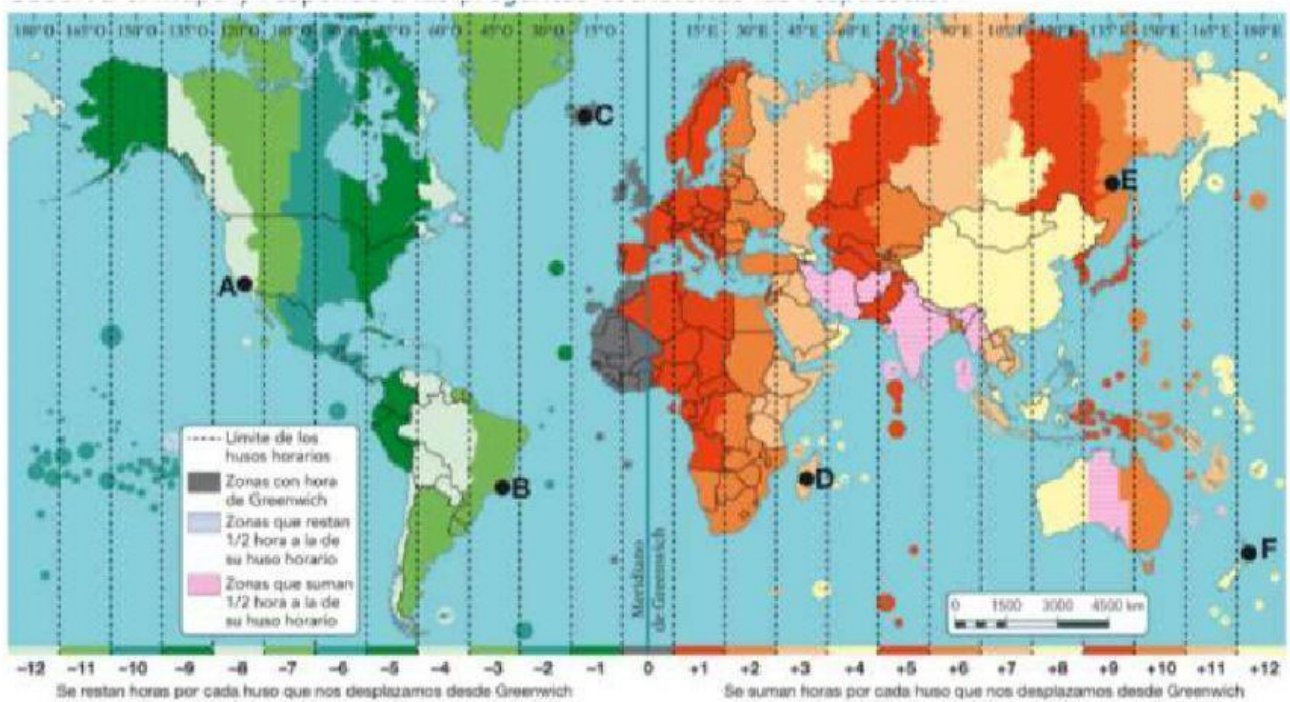 180°O 165°O 135°O 120°O 105°O 90°O 60°O 45°O 30°O 15°O 15°E 30°E 45°E 60°E 75°E 90°E 105°E 135°E 150°E 165°E 180°E
C
E
A
D
B
F
Límite de los
husos horarios
Zonas con hora
de Greenwich
Zonas que restan
1/2 hora a la de
su huso horario
Zonas que suman
1/2 hora a la de
su huso horario
Meridiano
de Greenwich
0 1500 3000 4500 km
-12 -11 -10 -9 -8 -7 -6 -5 -4 -3 -2 -1 0 +1 +2 +3 +4 +5 +6 +7 +8 +9 +10 +11 +12
Se restan horas por cada huso que nos desplazamos desde Greenwich
Se suman horas por cada huso que nos desplazamos desde Greenwich